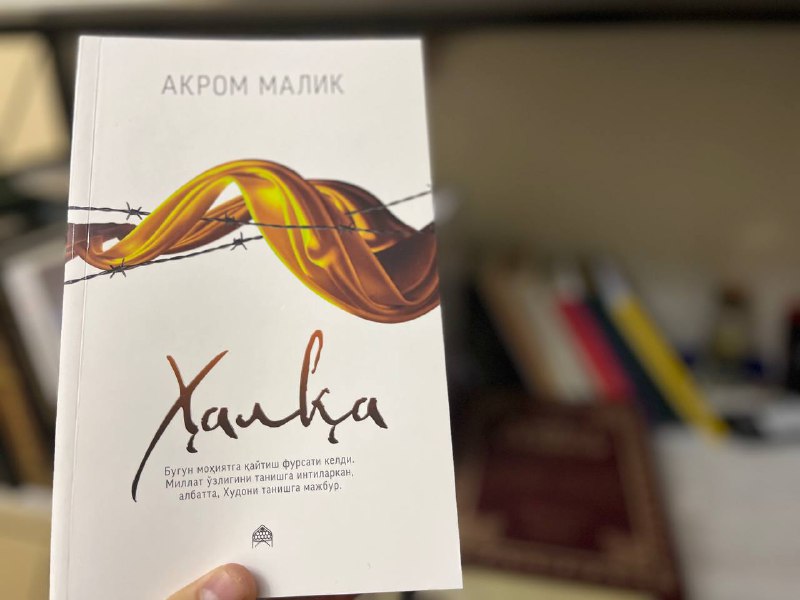 АКРОМ МАЛИК
Ҳалқа
Бугун моҳиятга қайтиш фурсати келди.
Миллат ўзлигини танишга интиларкан,
албатта, Худони танишга мажбур.